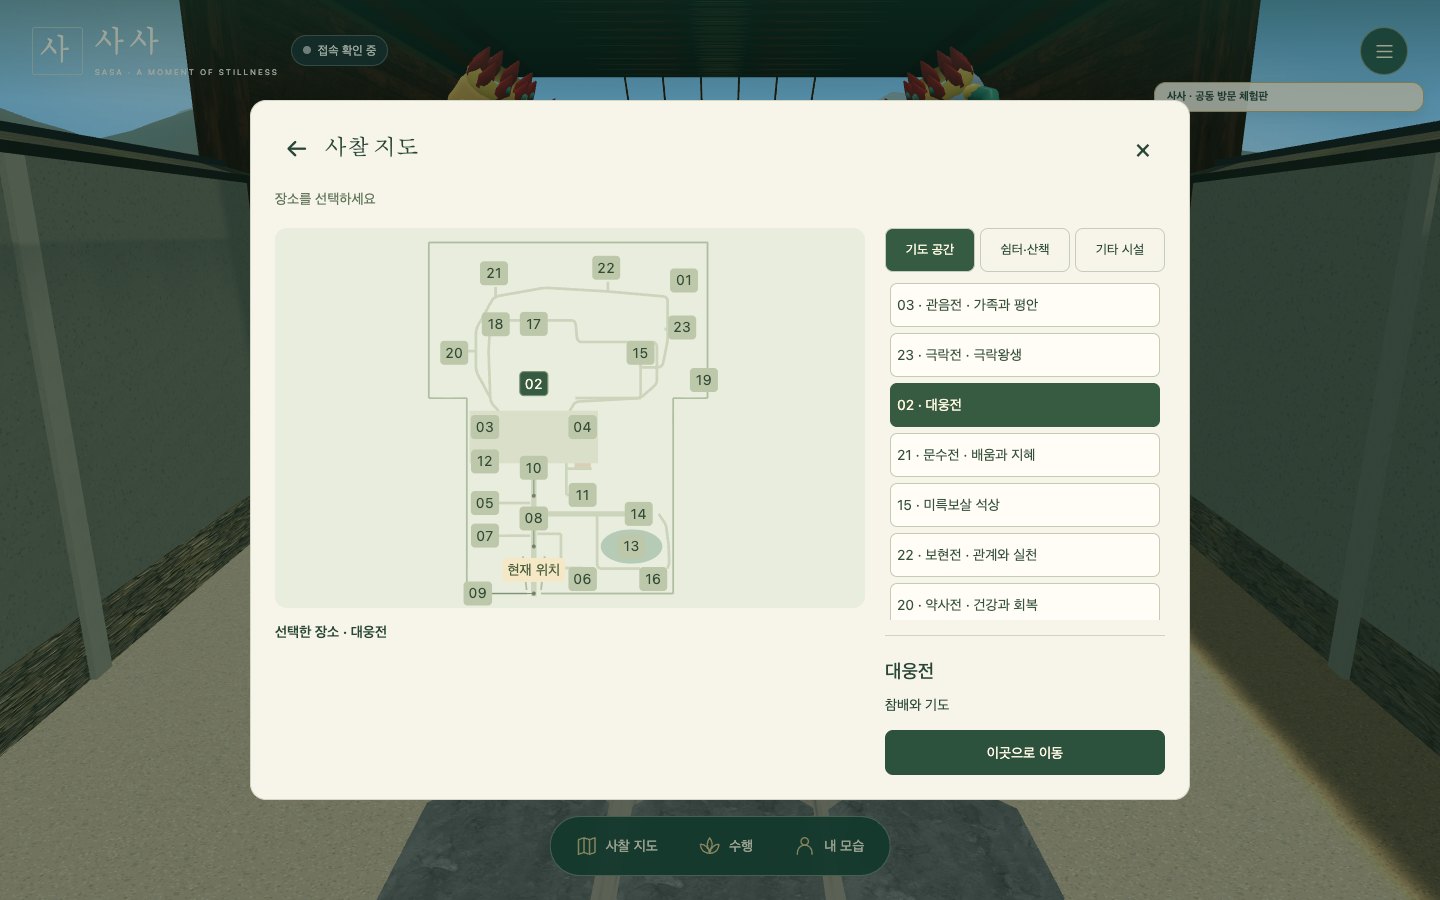 사
사사
SASA · A MOMENT OF STILLNESS
접속 확인 중
사사 · 공동 방문 체험판
사찰 지도
장소를 선택하세요
21
22
01
18
17
23
20
15
02
19
03
04
12
10
05
11
08
14
07
13
현재 위치
06
16
09
선택한 장소 · 대웅전
기도 공간
쉼터·산책
기타 시설
03 · 관음전 · 가족과 평안
23 · 극락전 · 극락왕생
02 · 대웅전
21 · 문수전 · 배움과 지혜
15 · 미륵보살 석상
22 · 보현전 · 관계와 실천
20 · 약사전 · 건강과 회복
대웅전
참배와 기도
이곳으로 이동
사찰 지도
수행
내 모습